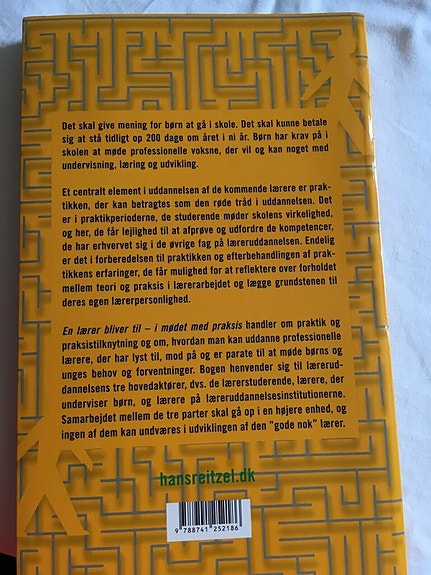 Det skal give mening for børn at gå i skole. Det skal kunne betale
sig at stå tidligt op 200 dage om året i ni år. Børn har krav på i
skolen at møde professionelle voksne, der vil og kan noget med
undervisning, læring og udvikling.
Et centralt element i uddannelsen af de kommende lærere er prak-
tikken, der kan betragtes som den røde tråd i uddannelsen. Det
er i praktikperioderne, de studerende møder skolens virkelighed,
og her, de får lejlighed til at afprøve og udfordre de kompetencer,
de har erhvervet sig i de øvrige fag på læreruddannelsen. Endelig
er det i forberedelsen til praktikken og efterbehandlingen af prak-
tikkens erfaringer, de får mulighed for at reflektere over forholdet
mellem teori og praksis i lærerarbejdet og lægge grundstenen til
deres egen lærerpersonlighed.
En lærer bliver til – i mødet med praksis handler om praktik og
praksistilknytning og om, hvordan man kan uddanne professionelle
lærere, der har lyst til, mod på og er parate til at møde børns og
unges behov og forventninger. Bogen henvender sig til lærerud-
dannelsens tre hovedaktører, dvs. de lærerstuderende, lærere, der
underviser børn, og lærere på læreruddannelsesinstitutionerne.
Samarbejdet mellem de tre parter skal gå op i en højere enhed, og
ingen af dem kan undværes i udviklingen af den "gode nok" lærer.
hansreitzel.dk
9 788741 252186